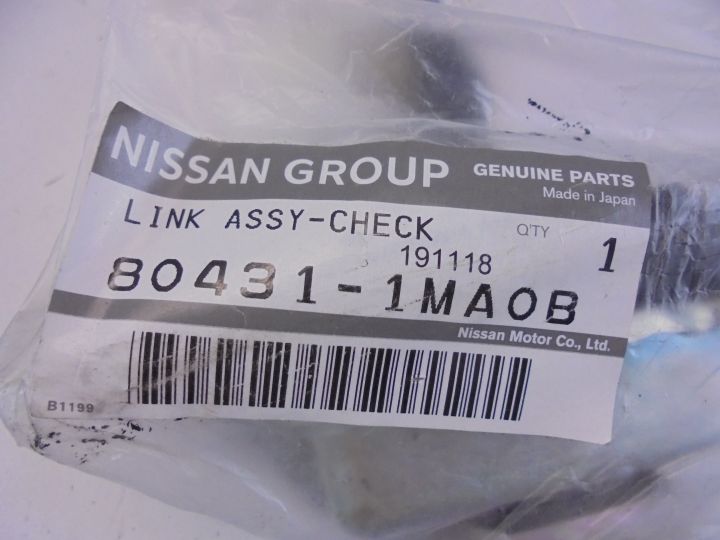 NISSAN GROUP GENUINE PARTS
Made in Japan
LINK ASSY-CHECK Q'TY 1
191118
80431-1MA0B
Nissan Motor Co., Ltd.
B1199